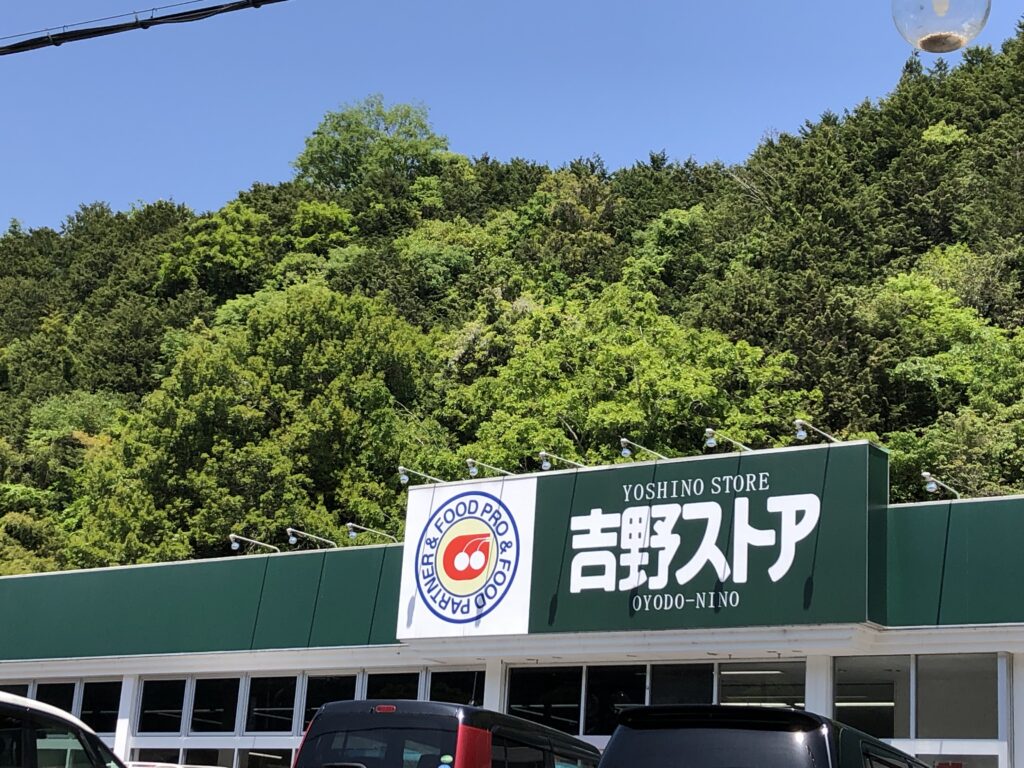 YOSHINO STORE
吉野ストア
OYODO-NINO
& FOOD PRO & FOOD PARTNER